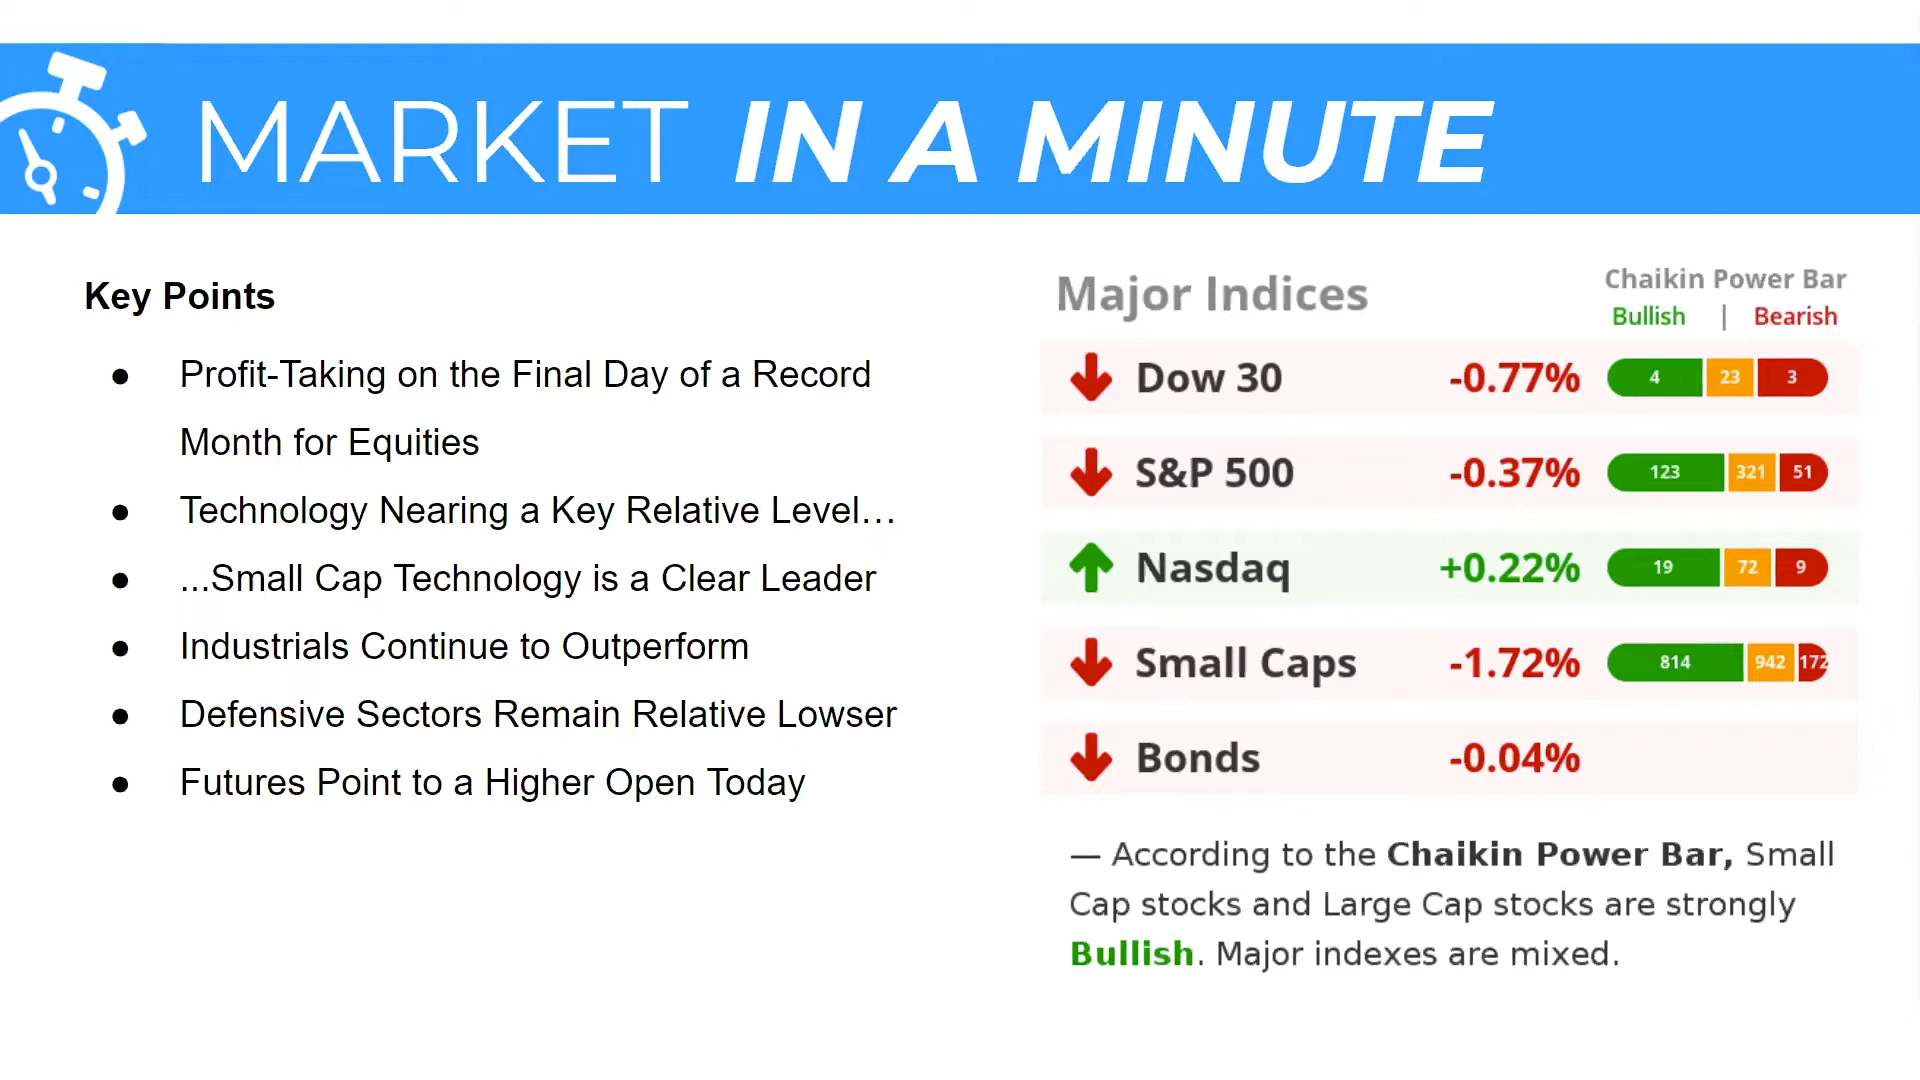 MARKET IN A MINUTE
Key Points
● Profit-Taking on the Final Day of a Record
Month for Equities
● Technology Nearing a Key Relative Level…
● ...Small Cap Technology is a Clear Leader
● Industrials Continue to Outperform
● Defensive Sectors Remain Relative Lowser
● Futures Point to a Higher Open Today
Major Indices
Chaikin Power Bar
Bullish | Bearish
Dow 30 -0.77% 4 23 3
S&P 500 -0.37% 123 321 51
Nasdaq +0.22% 19 72 9
Small Caps -1.72% 814 942 172
Bonds -0.04%
— According to the Chaikin Power Bar, Small
Cap stocks and Large Cap stocks are strongly
Bullish. Major indexes are mixed.